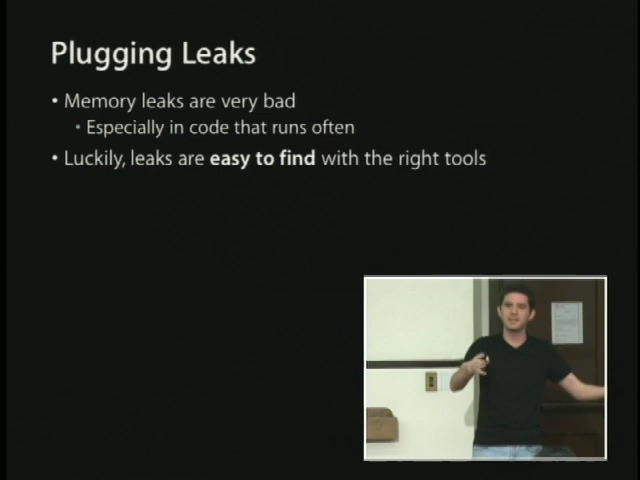 Plugging Leaks
• Memory leaks are very bad
• Especially in code that runs often
• Luckily, leaks are easy to find with the right tools